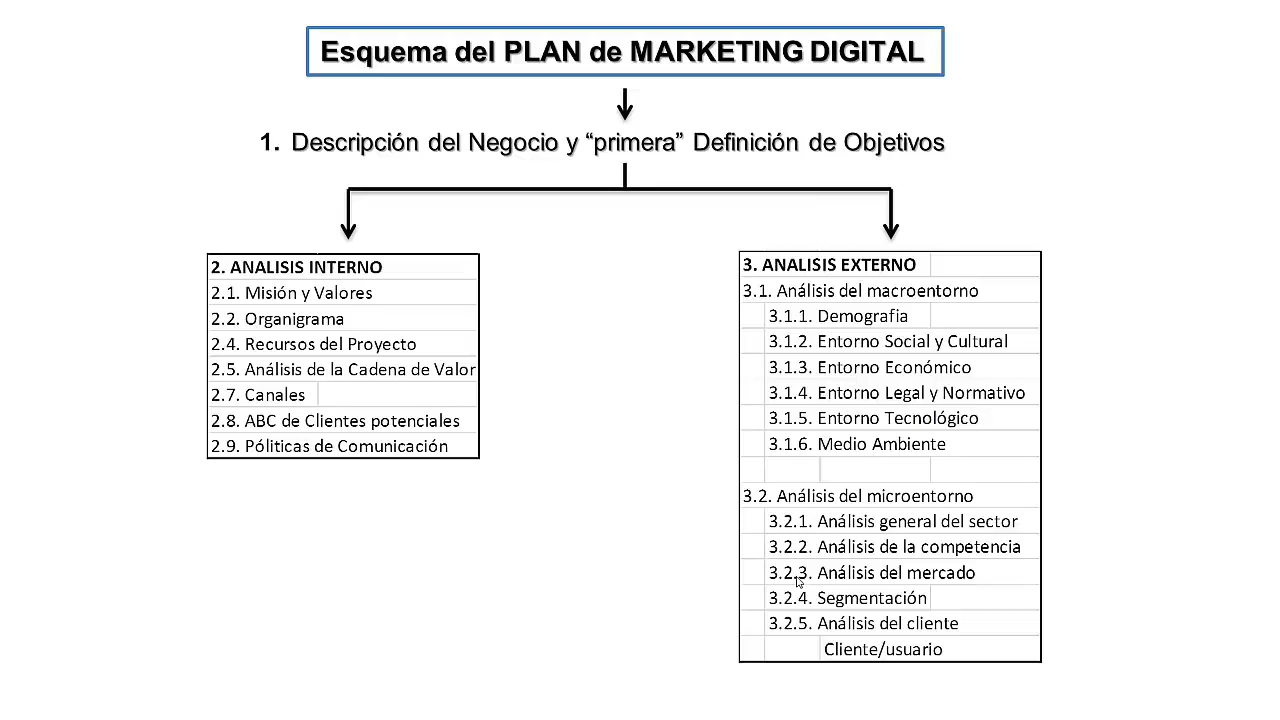 Esquema del PLAN de MARKETING DIGITAL
1. Descripción del Negocio y “primera” Definición de Objetivos
2. ANALISIS INTERNO
2.1. Misión y Valores
2.2. Organigrama
2.4. Recursos del Proyecto
2.5. Análisis de la Cadena de Valor
2.7. Canales
2.8. ABC de Clientes potenciales
2.9. Póliticas de Comunicación
3. ANALISIS EXTERNO
3.1. Análisis del macroentorno
3.1.1. Demografia
3.1.2. Entorno Social y Cultural
3.1.3. Entorno Económico
3.1.4. Entorno Legal y Normativo
3.1.5. Entorno Tecnológico
3.1.6. Medio Ambiente
3.2. Análisis del microentorno
3.2.1. Análisis general del sector
3.2.2. Análisis de la competencia
3.2.3. Análisis del mercado
3.2.4. Segmentación
3.2.5. Análisis del cliente
Cliente/usuario